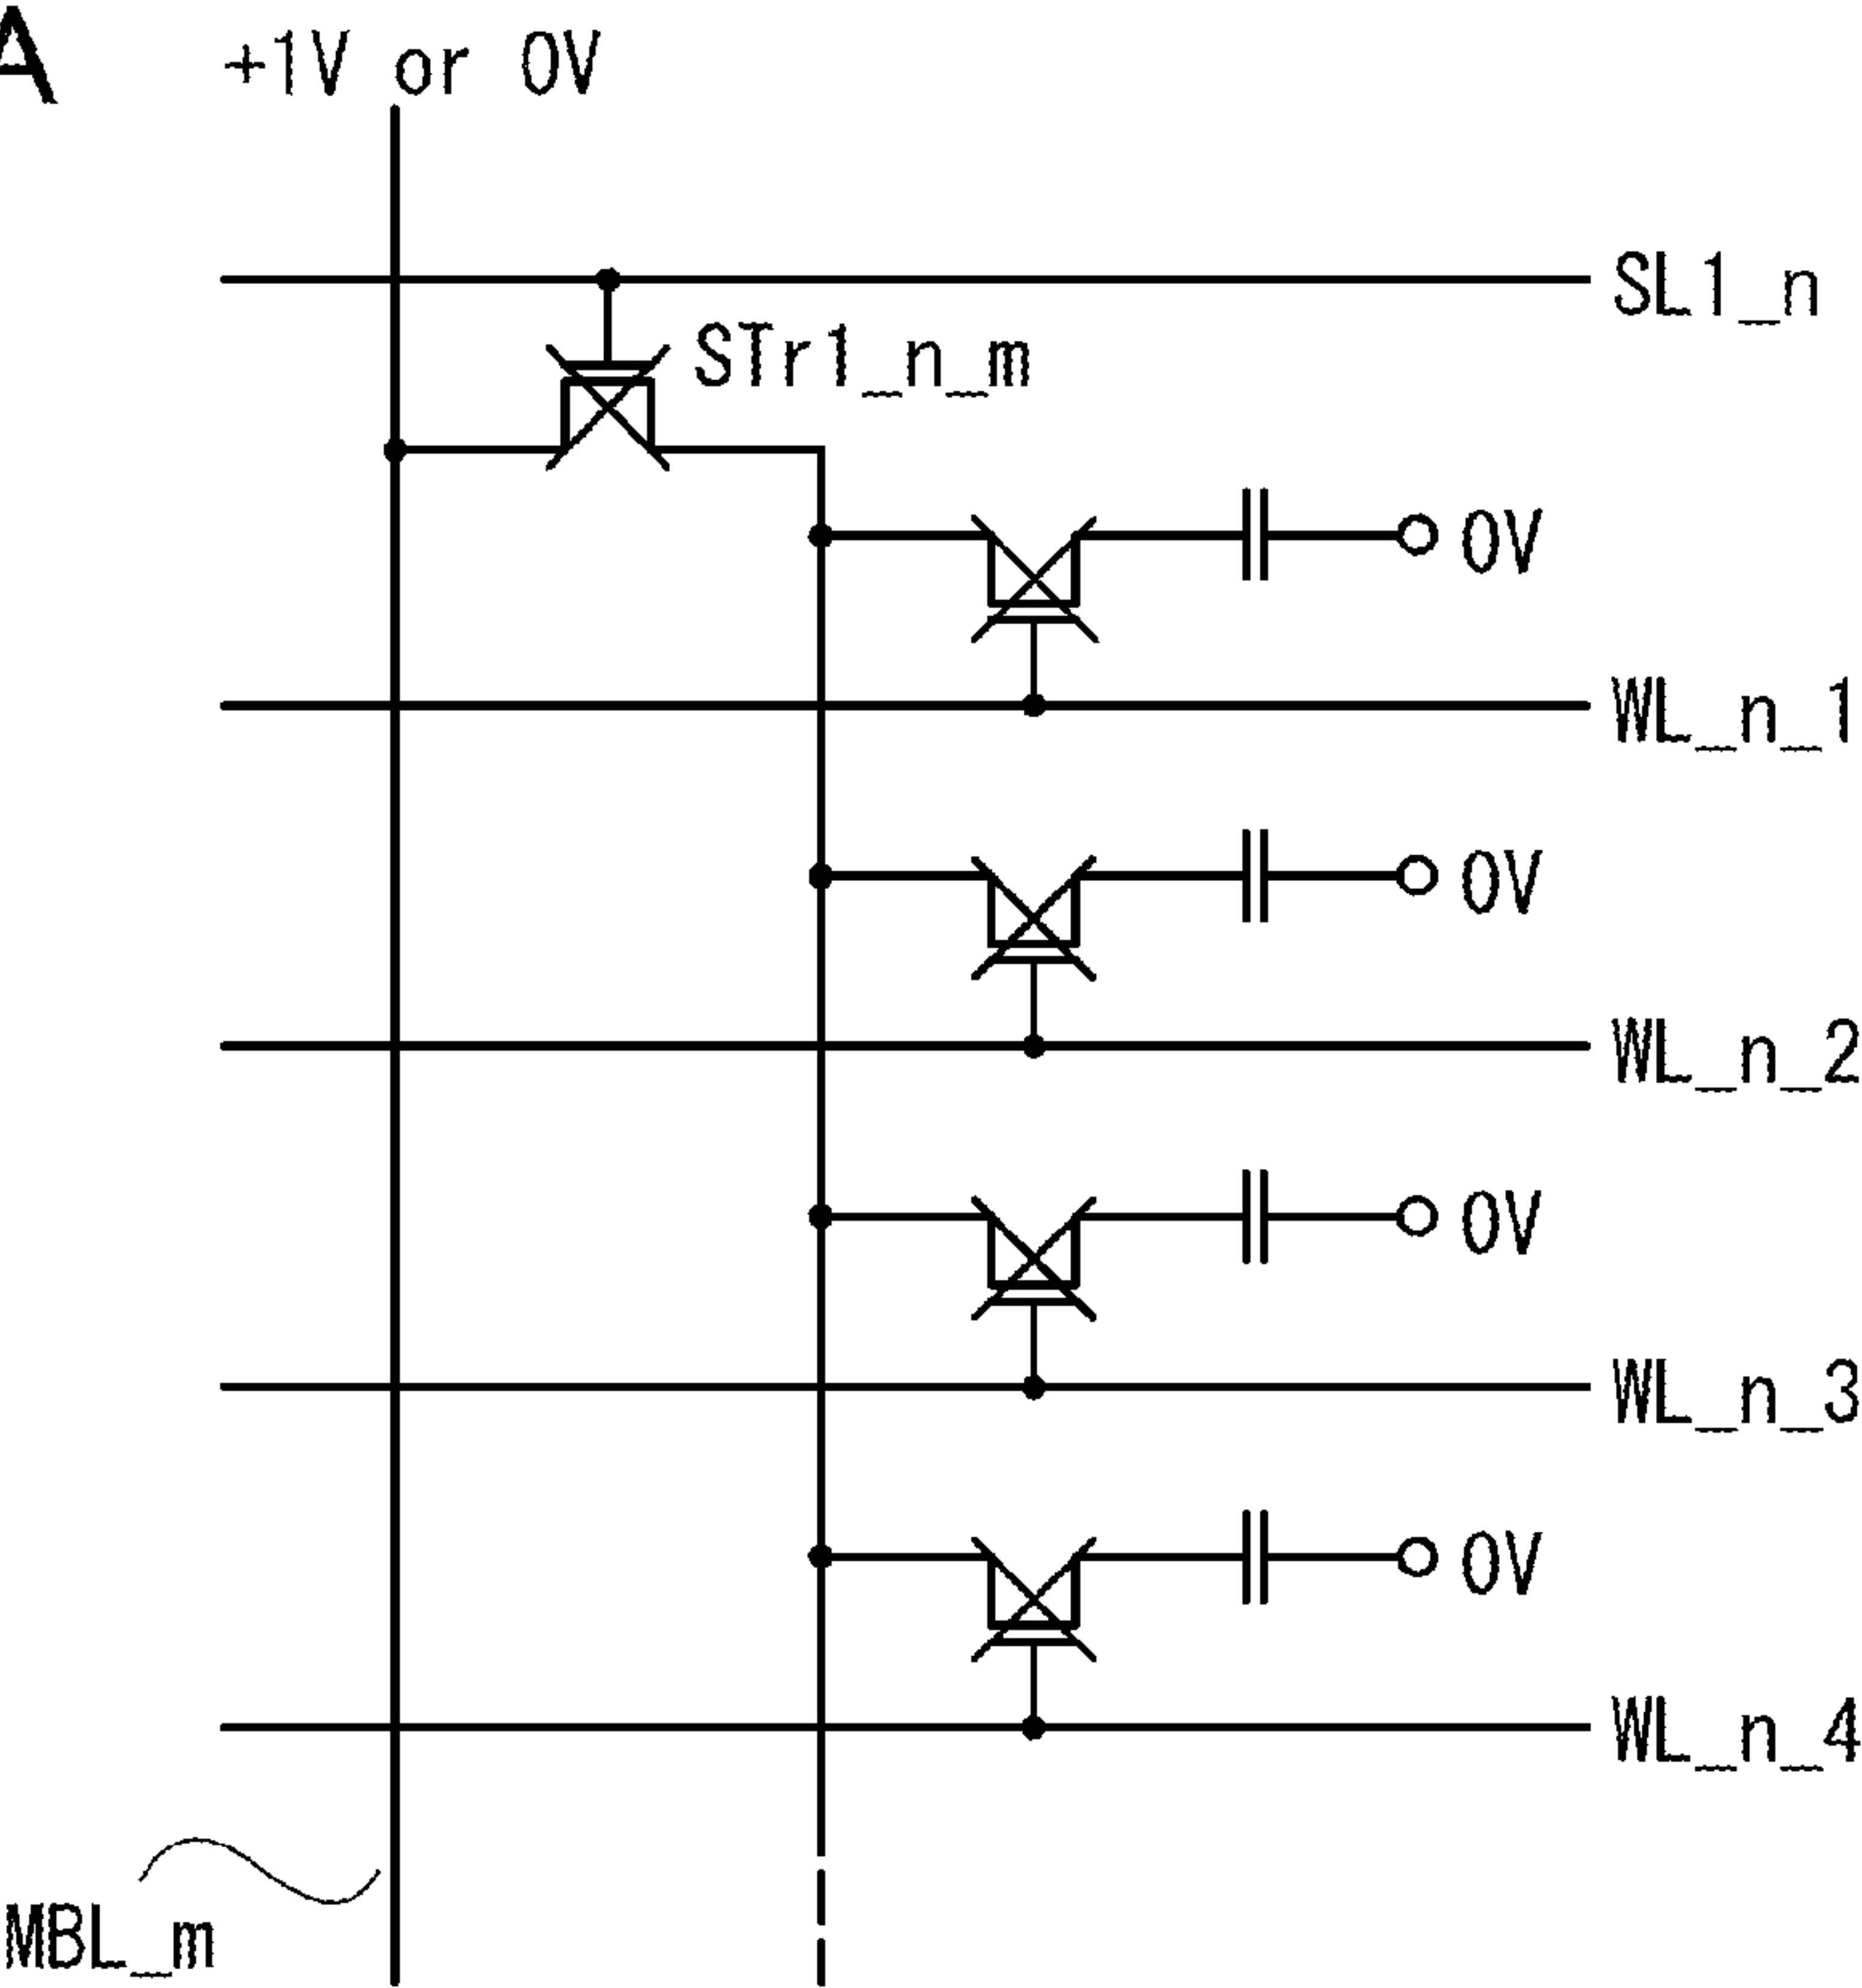 A
+1V or 0V
SL1_n
STr1_n_m
0V
WL_n_1
0V
WL_n_2
0V
WL_n_3
0V
WL_n_4
MBL_m